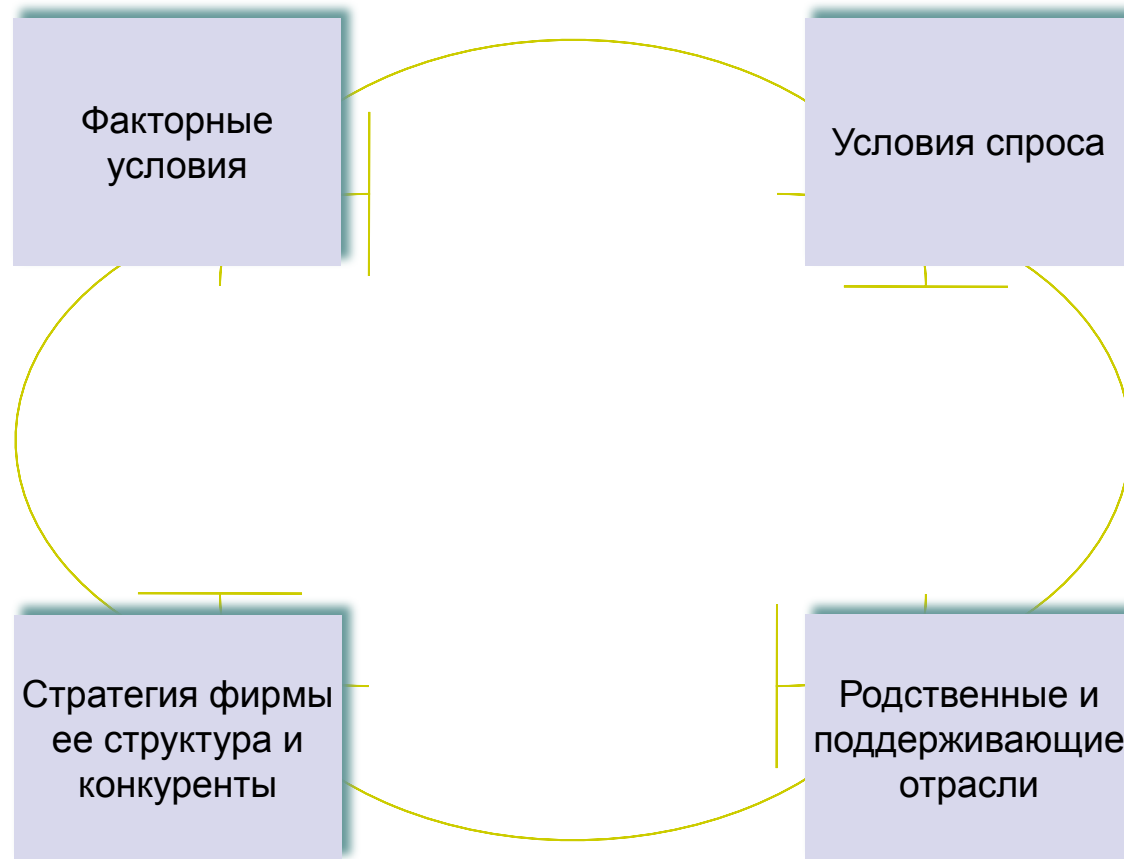 Факторные
условия
Условия спроса
Стратегия фирмы
ее структура и
конкуренты
Родственные и
поддерживающие
отрасли